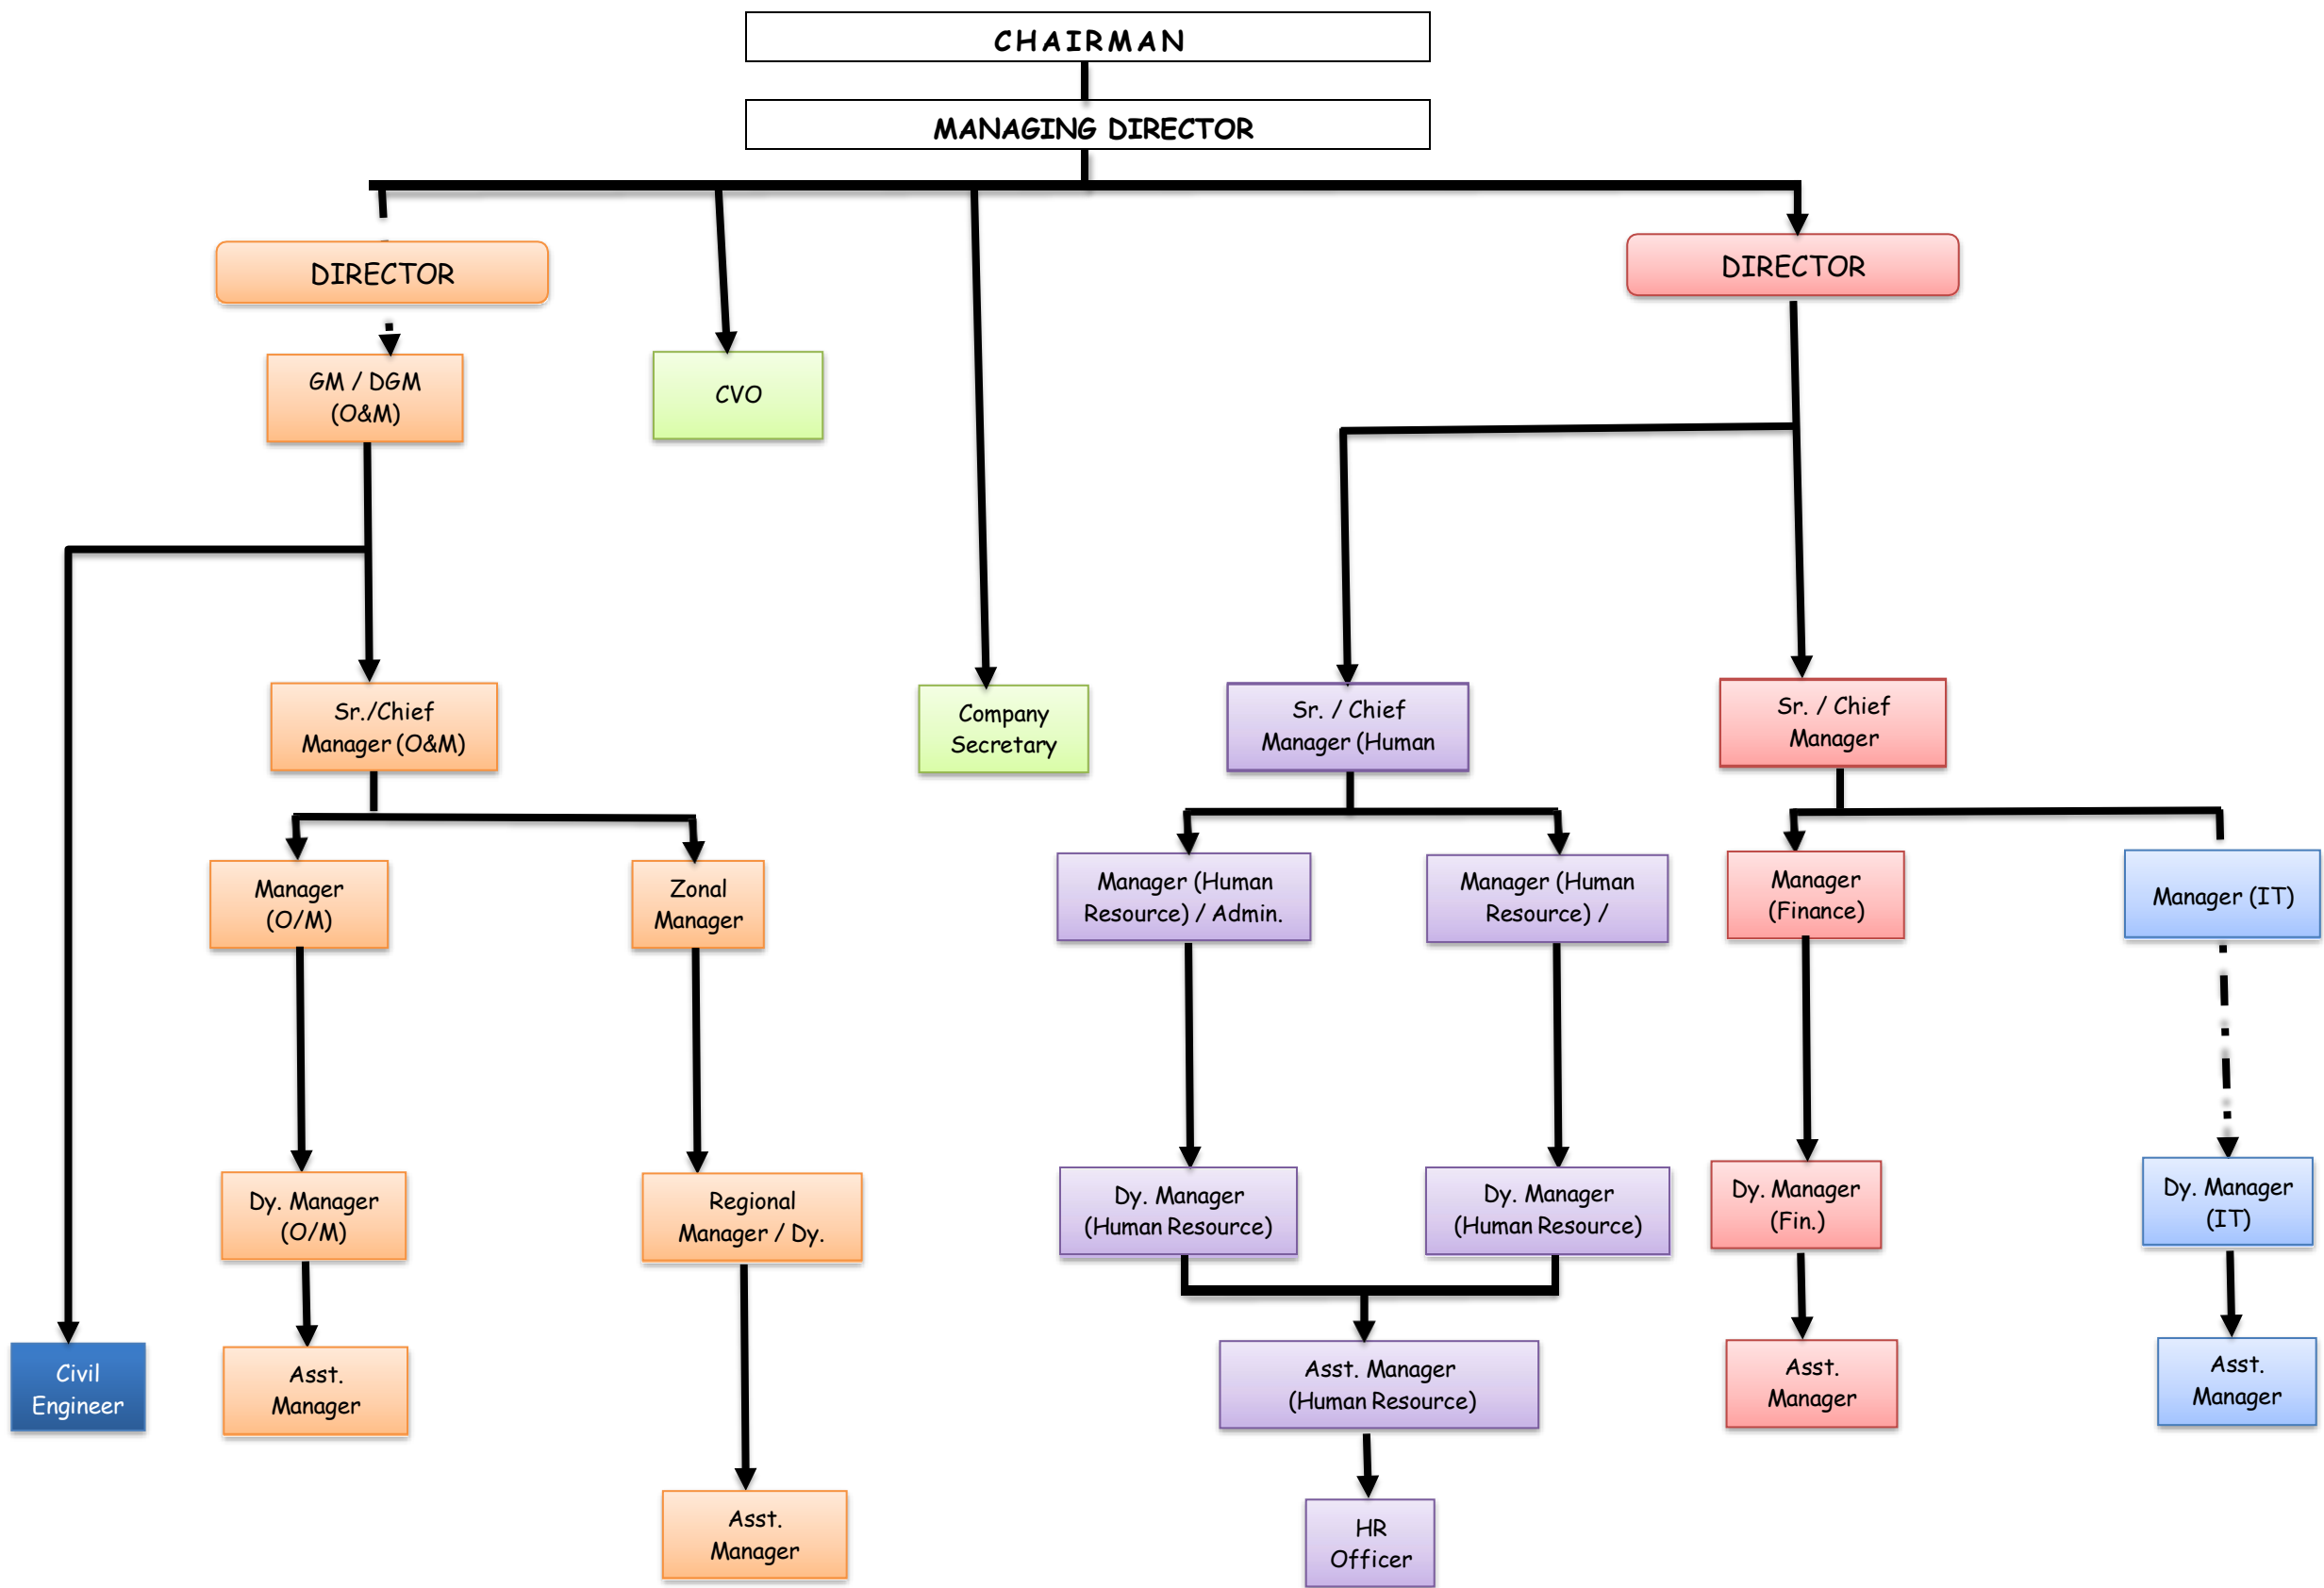 CHAIRMAN
MANAGING DIRECTOR
DIRECTOR
DIRECTOR
GM / DGM
(O&M)
CVO
Sr./Chief
Manager (O&M)
Company
Secretary
Sr. / Chief
Manager (Human
Sr. / Chief
Manager
Manager
(O/M)
Zonal
Manager
Manager (Human
Resource) / Admin.
Manager (Human
Resource) /
Manager
(Finance)
Manager (IT)
Dy. Manager
(O/M)
Regional
Manager / Dy.
Dy. Manager
(Human Resource)
Dy. Manager
(Human Resource)
Dy. Manager
(Fin.)
Dy. Manager
(IT)
Civil
Engineer
Asst.
Manager
Asst. Manager
(Human Resource)
Asst.
Manager
Asst.
Manager
Asst.
Manager
HR
Officer